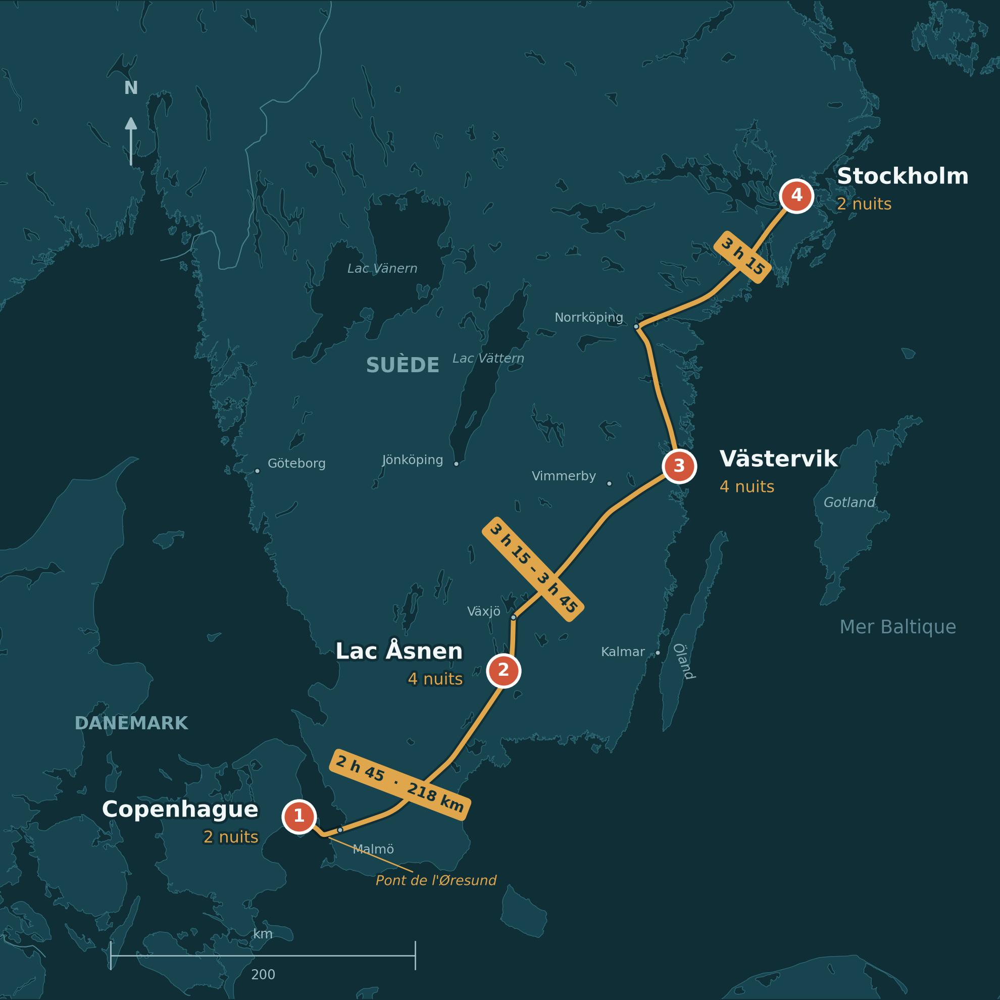 N
4
Stockholm
2 nuits
3 h 15
Lac Vänern
Norrköping
SUÈDE
Lac Vättern
Göteborg
Jönköping
Vimmerby
3
Västervik
4 nuits
Gotland
3 h 15 – 3 h 45
Växjö
Mer Baltique
Lac Åsnen
4 nuits
2
Kalmar
Öland
DANEMARK
2 h 45 · 218 km
Copenhague
2 nuits
1
Malmö
Pont de l'Øresund
km
200